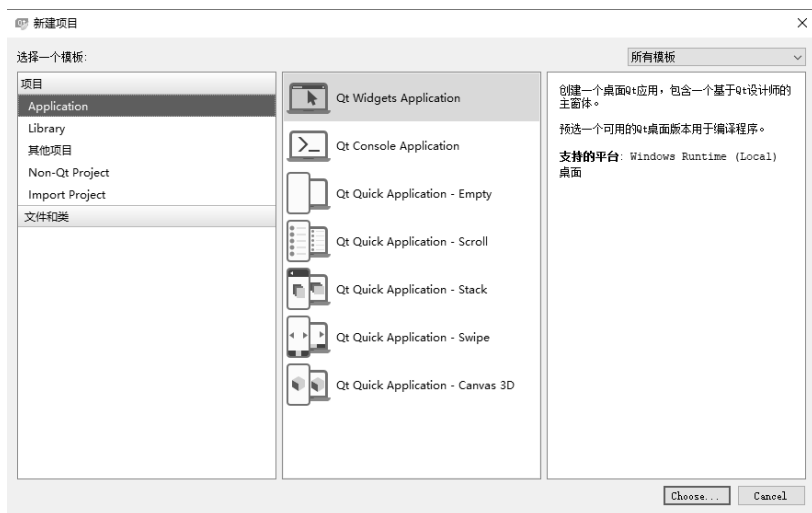 新建项目
选择一个模板:
所有模板
项目
Application
Library
其他项目
Non-Qt Project
Import Project
文件和类
Qt Widgets Application
Qt Console Application
Qt Quick Application - Empty
Qt Quick Application - Scroll
Qt Quick Application - Stack
Qt Quick Application - Swipe
Qt Quick Application - Canvas 3D
创建一个桌面Qt应用，包含一个基于Qt设计师的
主窗体。
预选一个可用的Qt桌面版本用于编译程序。
支持的平台: Windows Runtime (Local)
桌面
Choose...
Cancel